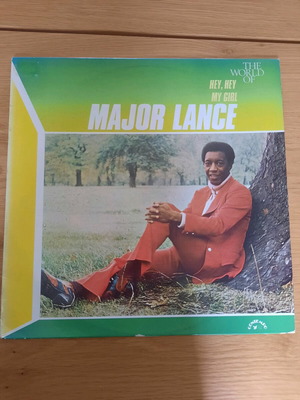 THE
WORLD
OF
HEY, HEY
MY GIRL
MAJOR LANCE